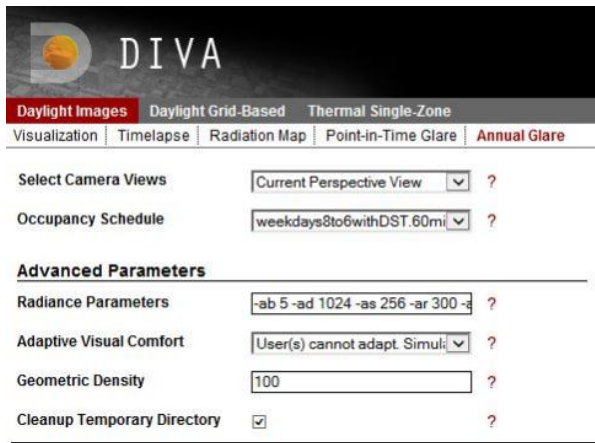 DIVA
Daylight Images Daylight Grid-Based Thermal Single-Zone
Visualization Timelapse Radiation Map Point-in-Time Glare Annual Glare
Select Camera Views Current Perspective View ?
Occupancy Schedule weekdays8to6withDST.60mi ?
Advanced Parameters
Radiance Parameters -ab 5 -ad 1024 -as 256 -ar 300 -a ?
Adaptive Visual Comfort User(s) cannot adapt. Simul ?
Geometric Density 100 ?
Cleanup Temporary Directory ?